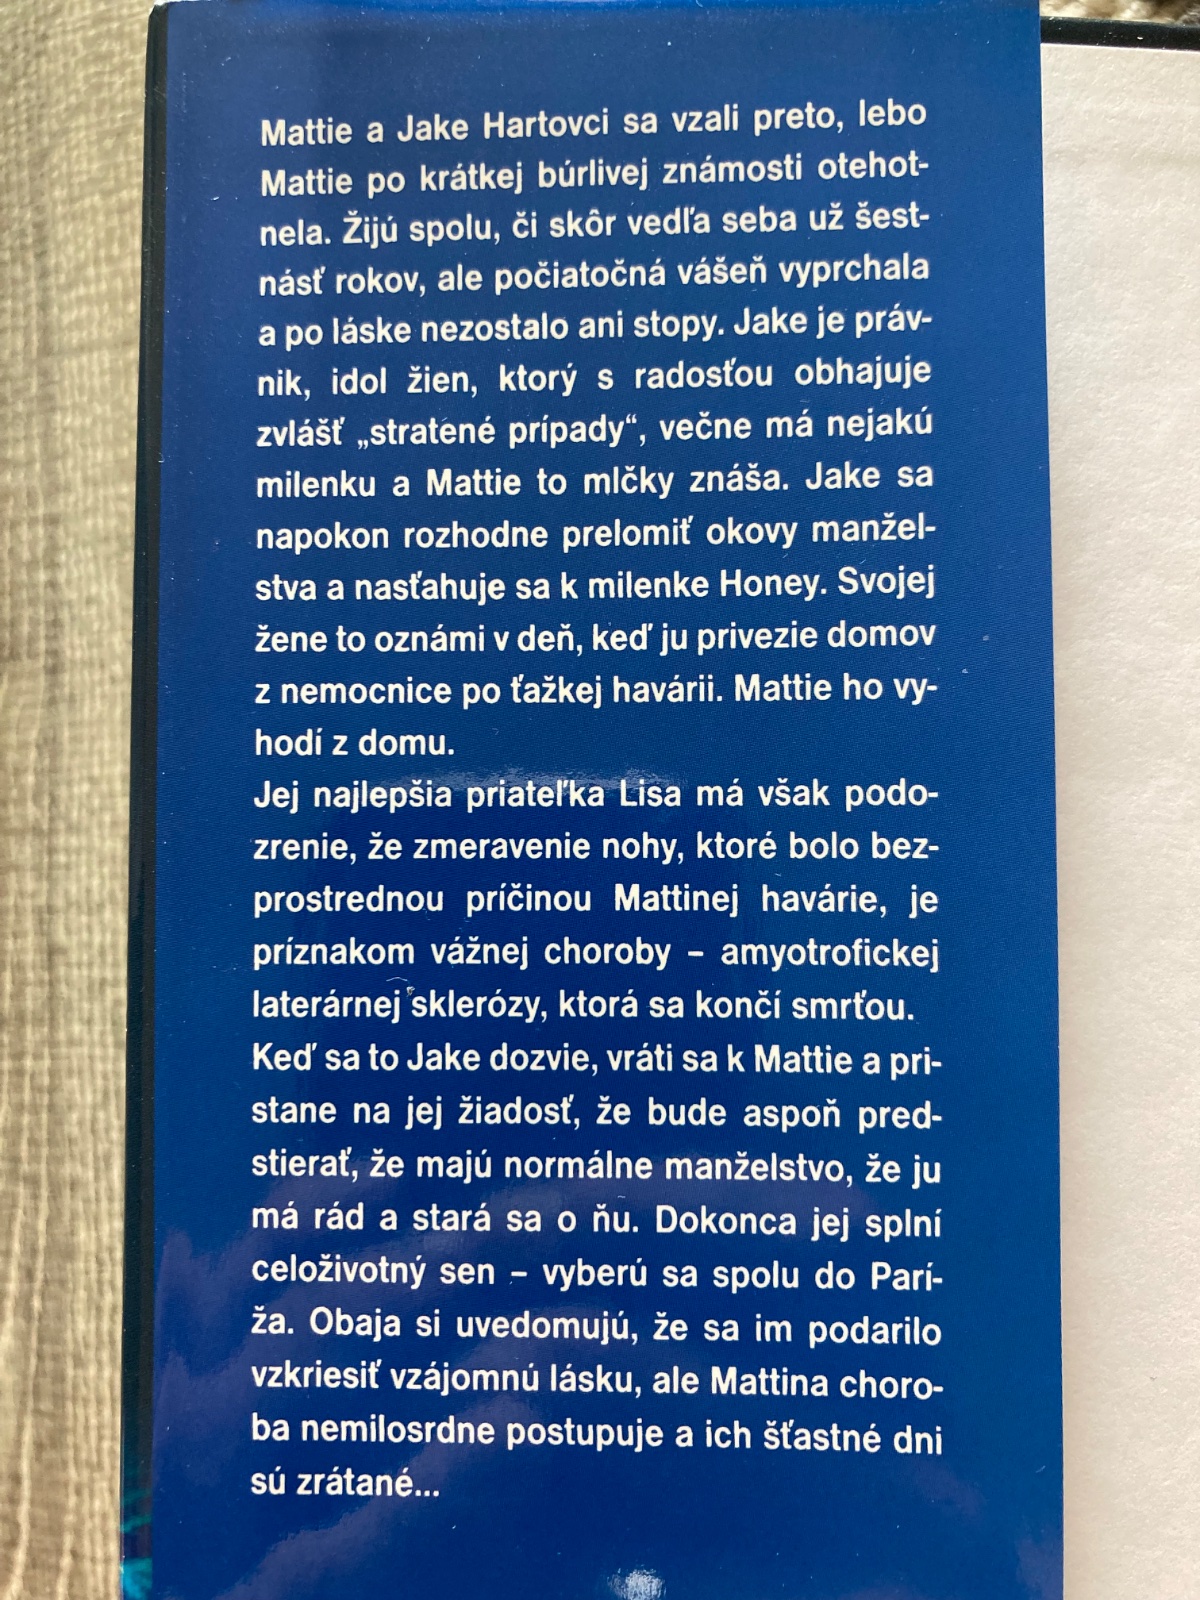 Mattie a Jake Hartovci sa vzali preto, lebo
Mattie po krátkej búrlivej známosti otehot-
nela. Žijú spolu, či skôr vedľa seba už šest-
násť rokov, ale počiatočná vášeň vyprchala
a po láske nezostalo ani stopy. Jake je práv-
nik, idol žien, ktorý s radosťou obhajuje
zvlášť „stratené prípady“, večne má nejakú
milenku a Mattie to mlčky znáša. Jake sa
napokon rozhodne prelomiť okovy manžel-
stva a nasťahuje sa k milenke Honey. Svojej
žene to oznámi v deň, keď ju privezie domov
z nemocnice po ťažkej havárii. Mattie ho vy-
hodí z domu.
Jej najlepšia priateľka Lisa má však podo-
zrenie, že zmeravenie nohy, ktoré bolo bez-
prostrednou príčinou Mattinej havárie, je
príznakom vážnej choroby – amyotrofickej
laterárnej sklerózy, ktorá sa končí smrťou.
Keď sa to Jake dozvie, vráti sa k Mattie a pri-
stane na jej žiadosť, že bude aspoň pred-
stierať, že majú normálne manželstvo, že ju
má rád a stará sa o ňu. Dokonca jej splní
celoživotný sen – vyberú sa spolu do Parí-
ža. Obaja si uvedomujú, že sa im podarilo
vzkriesiť vzájomnú lásku, ale Mattina choro-
ba nemilosrdne postupuje a ich šťastné dni
sú zrátané...